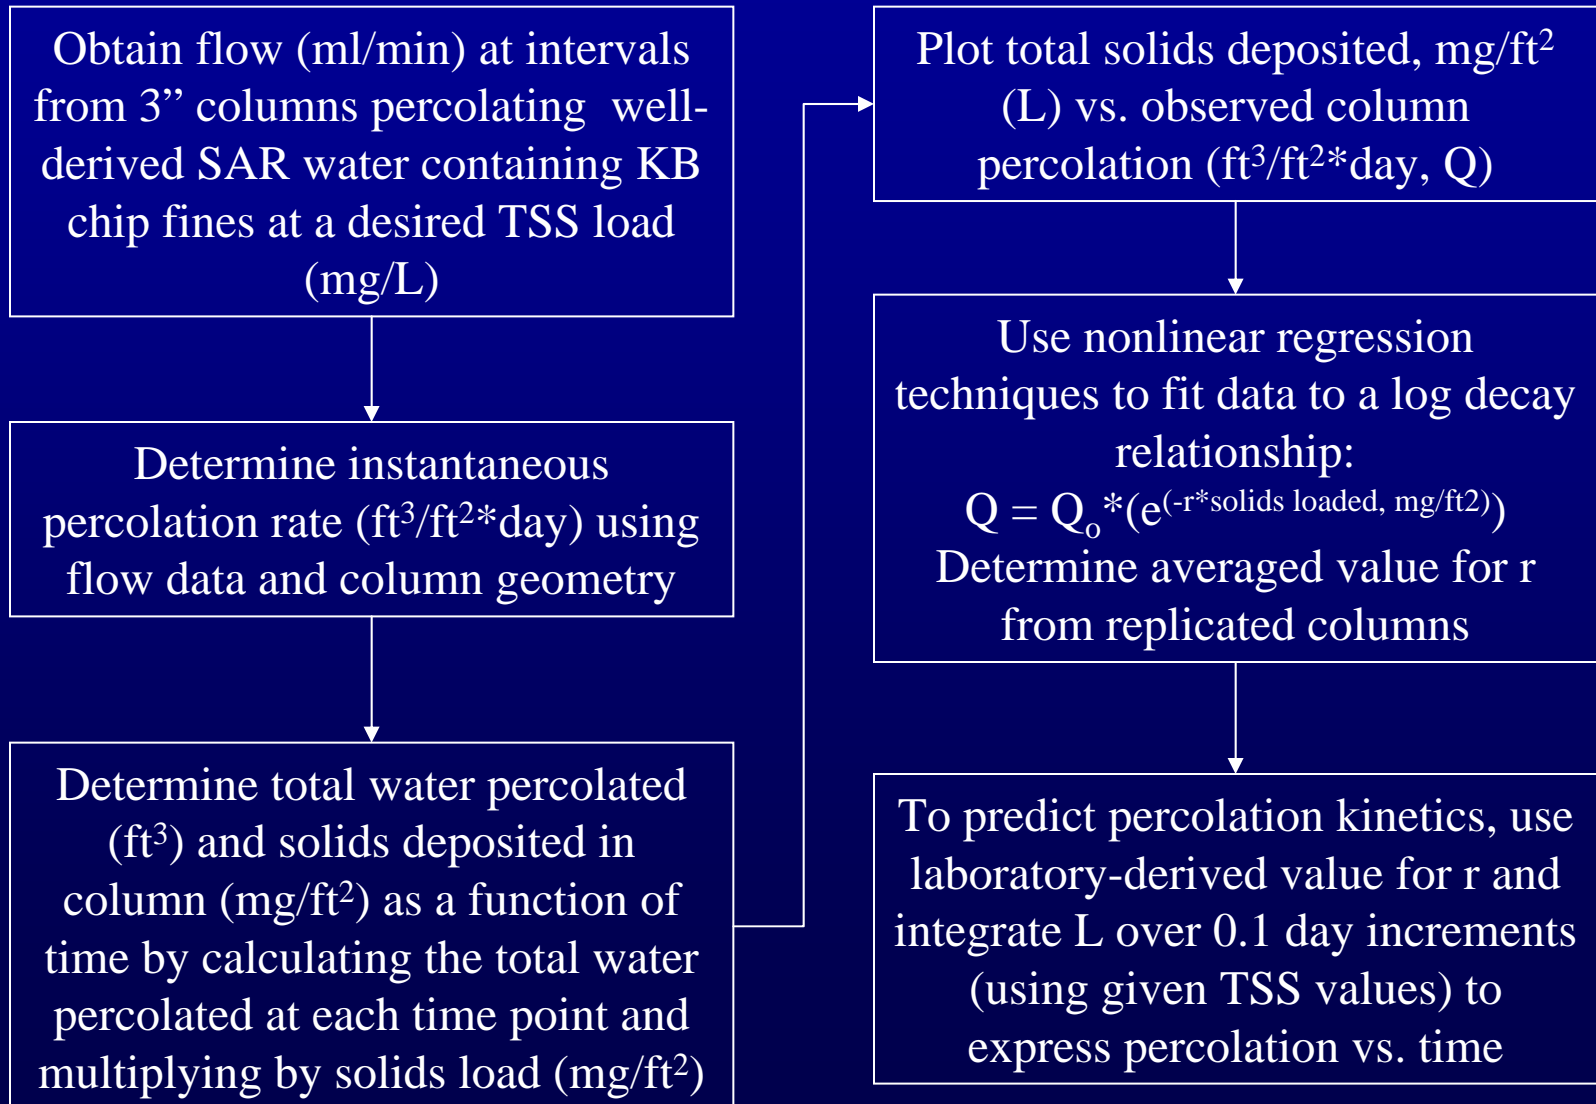 Obtain flow (ml/min) at intervals
from 3” columns percolating  well-
derived SAR water containing KB
chip fines at a desired TSS load
(mg/L)
Determine instantaneous
percolation rate (ft³/ft²*day) using
flow data and column geometry
Determine total water percolated
(ft³) and solids deposited in
column (mg/ft²) as a function of
time by calculating the total water
percolated at each time point and
multiplying by solids load (mg/ft²)
Plot total solids deposited, mg/ft²
(L) vs. observed column
percolation (ft³/ft²*day, Q)
Use nonlinear regression
techniques to fit data to a log decay
relationship:
Q = Qₒ*(e^(-r*solids loaded, mg/ft2))
Determine averaged value for r
from replicated columns
To predict percolation kinetics, use
laboratory-derived value for r and
integrate L over 0.1 day increments
(using given TSS values) to
express percolation vs. time